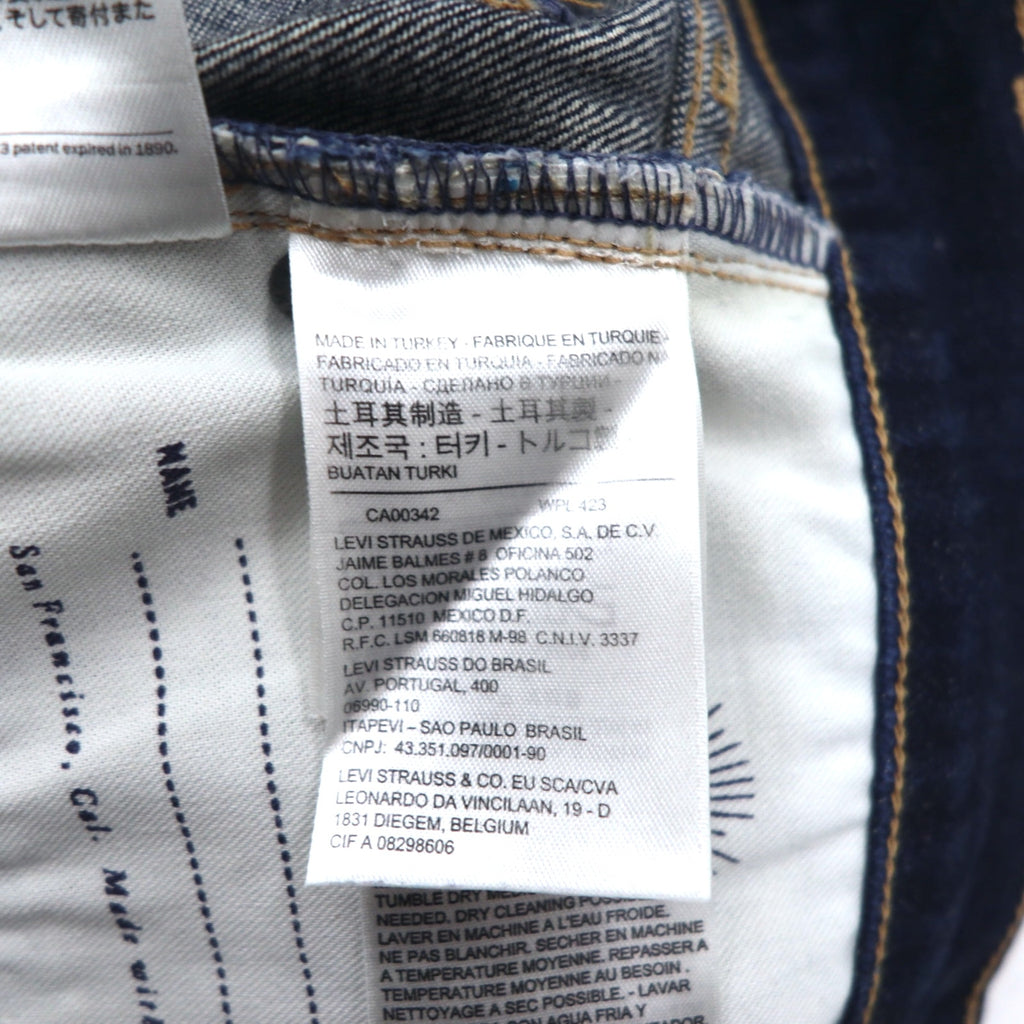 、そして寄付また
3 patent expired in 1890.
MADE IN TURKEY - FABRIQUE EN TURQUIE -
FABRICADO EN TURQUIA - FABRICADO NA
TURQUIA - СДЕЛАНО В ТУРЦИИ -
土耳其制造 - 土耳其製 -
제조국 : 터키 - トルコ製
BUATAN TURKI
CA00342 WPL 423
LEVI STRAUSS DE MEXICO, S.A. DE C.V.
JAIME BALMES # 8 OFICINA 502
COL. LOS MORALES POLANCO
DELEGACION MIGUEL HIDALGO
C.P. 11510 MEXICO D.F.
R.F.C. LSM 660818 M-98 C.N.I.V. 3337
LEVI STRAUSS DO BRASIL
AV. PORTUGAL, 400
06990-110
ITAPEVI – SAO PAULO BRASIL
CNPJ: 43.351.097/0001-90
LEVI STRAUSS & CO. EU SCA/CVA
LEONARDO DA VINCILAAN, 19 - D
1831 DIEGEM, BELGIUM
CIF A 08298606
TUMBLE DRY
NEEDED. DRY CLEANING
LAVER EN MACHINE A L'EAU FROIDE.
NE PAS BLANCHIR. SECHER EN MACHINE
A TEMPERATURE MOYENNE. REPASSER A
TEMPERATURE MOYENNE AU BESOIN.
NETTOYAGE A SEC POSSIBLE. - LAVAR
CON AGUA FRIA Y
NAME
San Francisco, Cal. Made with